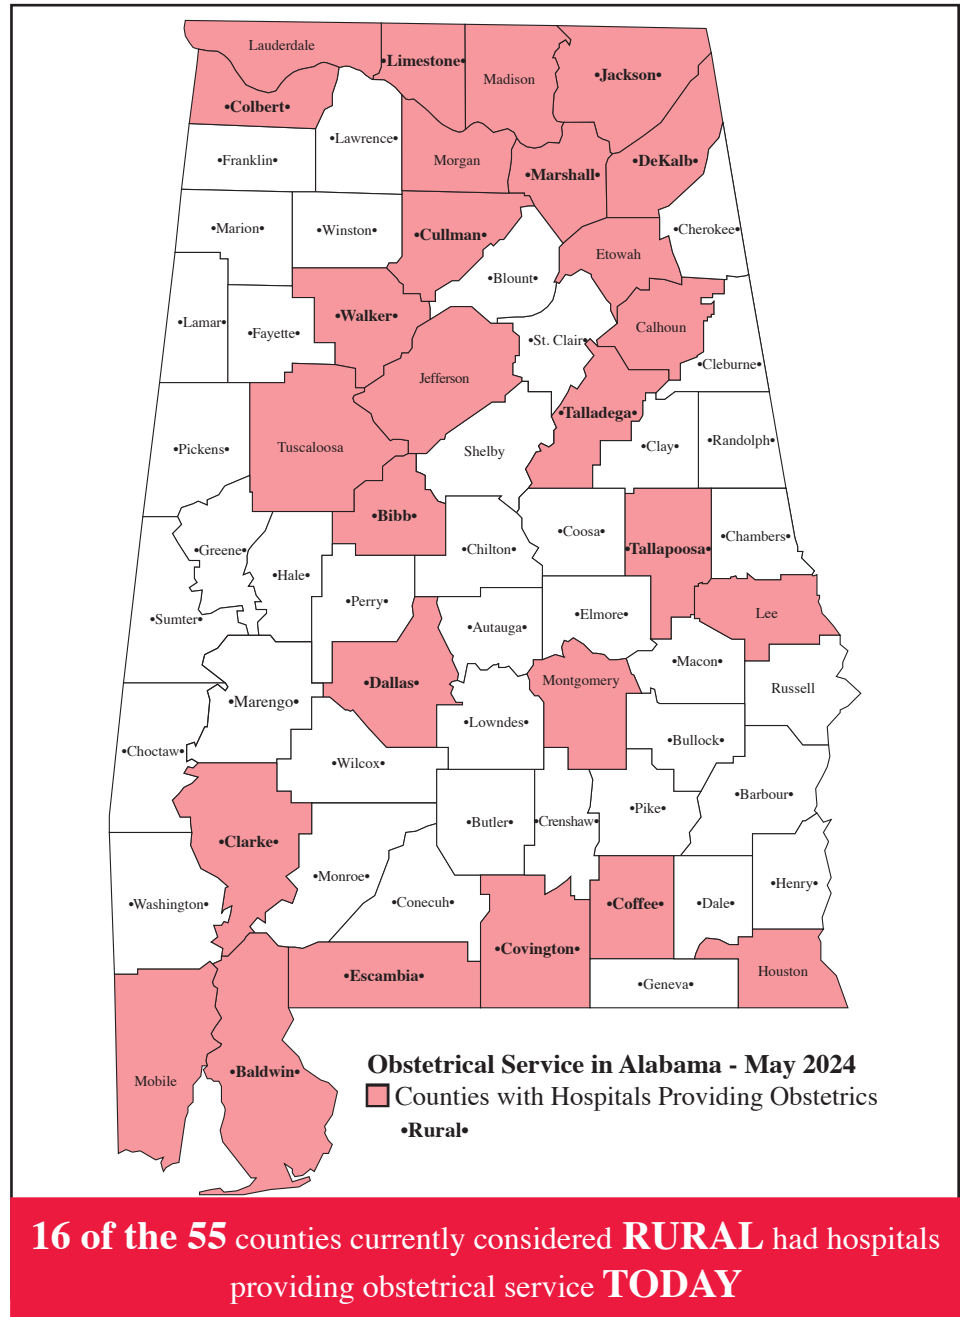 Lauderdale
•Limestone•
Madison
•Jackson•
•Colbert•
•Lawrence•
•Franklin•
Morgan
•Marshall•
•DeKalb•
•Marion•
•Winston•
•Cullman•
•Cherokee•
Etowah
•Blount•
•Lamar•
•Fayette•
•Walker•
•St. Clair•
Calhoun
•Cleburne•
Jefferson
•Talladega•
•Pickens•
Tuscaloosa
Shelby
•Clay•
•Randolph•
•Bibb•
•Greene•
•Hale•
•Chilton•
•Coosa•
•Tallapoosa•
•Chambers•
•Sumter•
•Perry•
•Autauga•
•Elmore•
Lee
•Macon•
•Dallas•
Montgomery
Russell
•Marengo•
•Lowndes•
•Bullock•
•Choctaw•
•Wilcox•
•Butler•
•Crenshaw•
•Pike•
•Barbour•
•Clarke•
•Monroe•
•Conecuh•
•Washington•
•Coffee•
•Dale•
•Henry•
•Covington•
•Escambia•
•Geneva•
Houston
Mobile
•Baldwin•
Obstetrical Service in Alabama - May 2024
Counties with Hospitals Providing Obstetrics
•Rural•
16 of the 55 counties currently considered RURAL had hospitals
providing obstetrical service TODAY